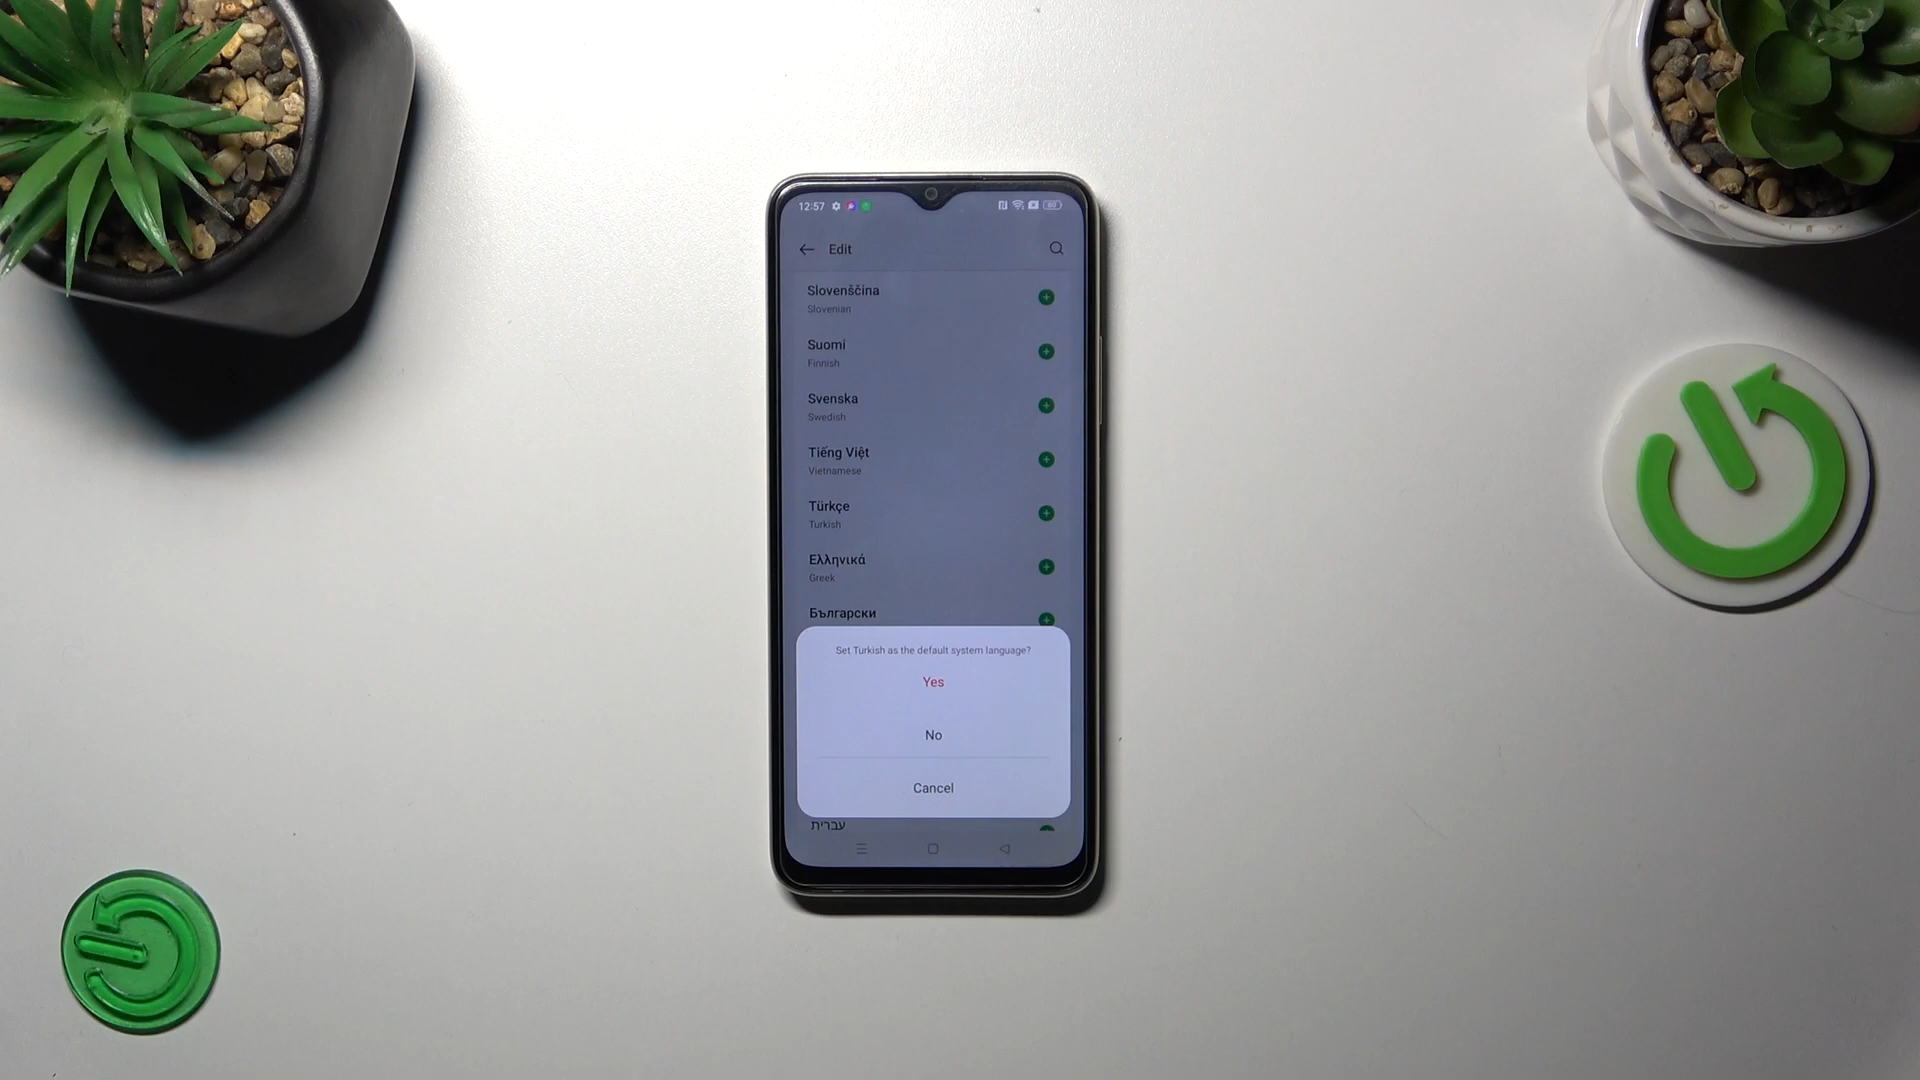 12:57
80
Edit
Slovenščina
Slovenian
Suomi
Finnish
Svenska
Swedish
Tiếng Việt
Vietnamese
Türkçe
Turkish
Ελληνικά
Greek
Български
Set Turkish as the default system language?
Yes
No
Cancel
עברית